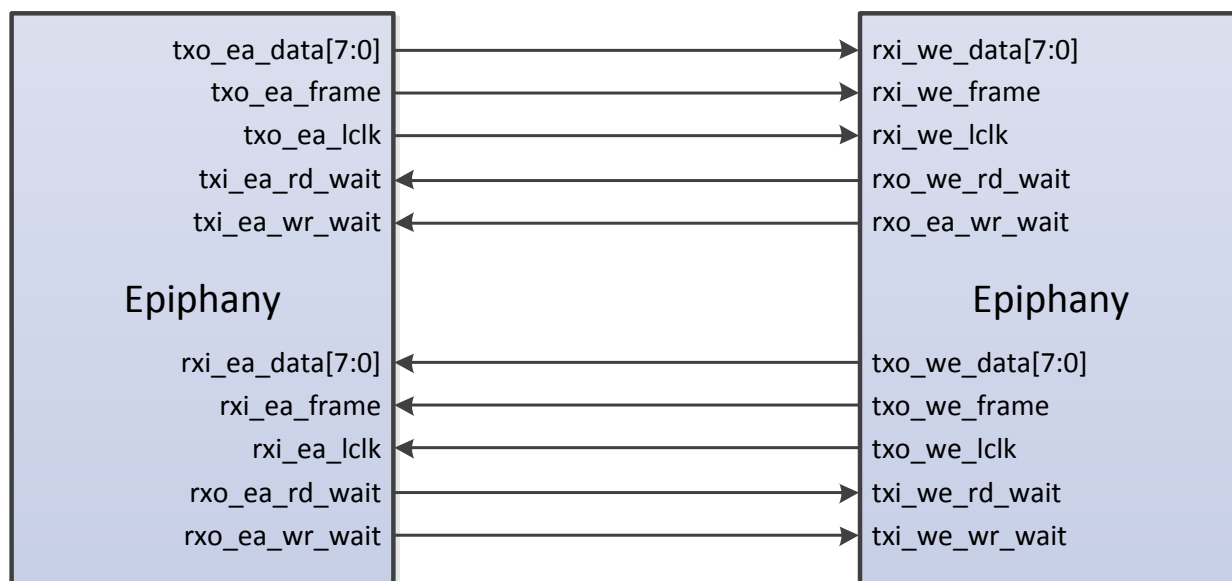 txo_ea_data[7:0] rxi_we_data[7:0]
txo_ea_frame rxi_we_frame
txo_ea_lclk rxi_we_lclk
txi_ea_rd_wait rxo_we_rd_wait
txi_ea_wr_wait rxo_ea_wr_wait
Epiphany Epiphany
rxi_ea_data[7:0] txo_we_data[7:0]
rxi_ea_frame txo_we_frame
rxi_ea_lclk txo_we_lclk
rxo_ea_rd_wait txi_we_rd_wait
rxo_ea_wr_wait txi_we_wr_wait